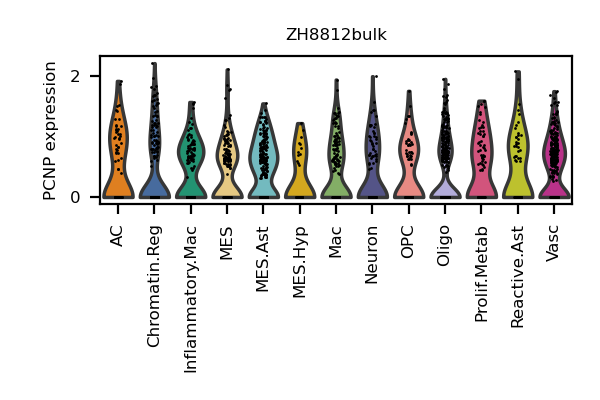 ZH8812bulk
PCNP expression
2
0
AC
Chromatin.Reg
Inflammatory.Mac
MES
MES.Ast
MES.Hyp
Mac
Neuron
OPC
Oligo
Prolif.Metab
Reactive.Ast
Vasc